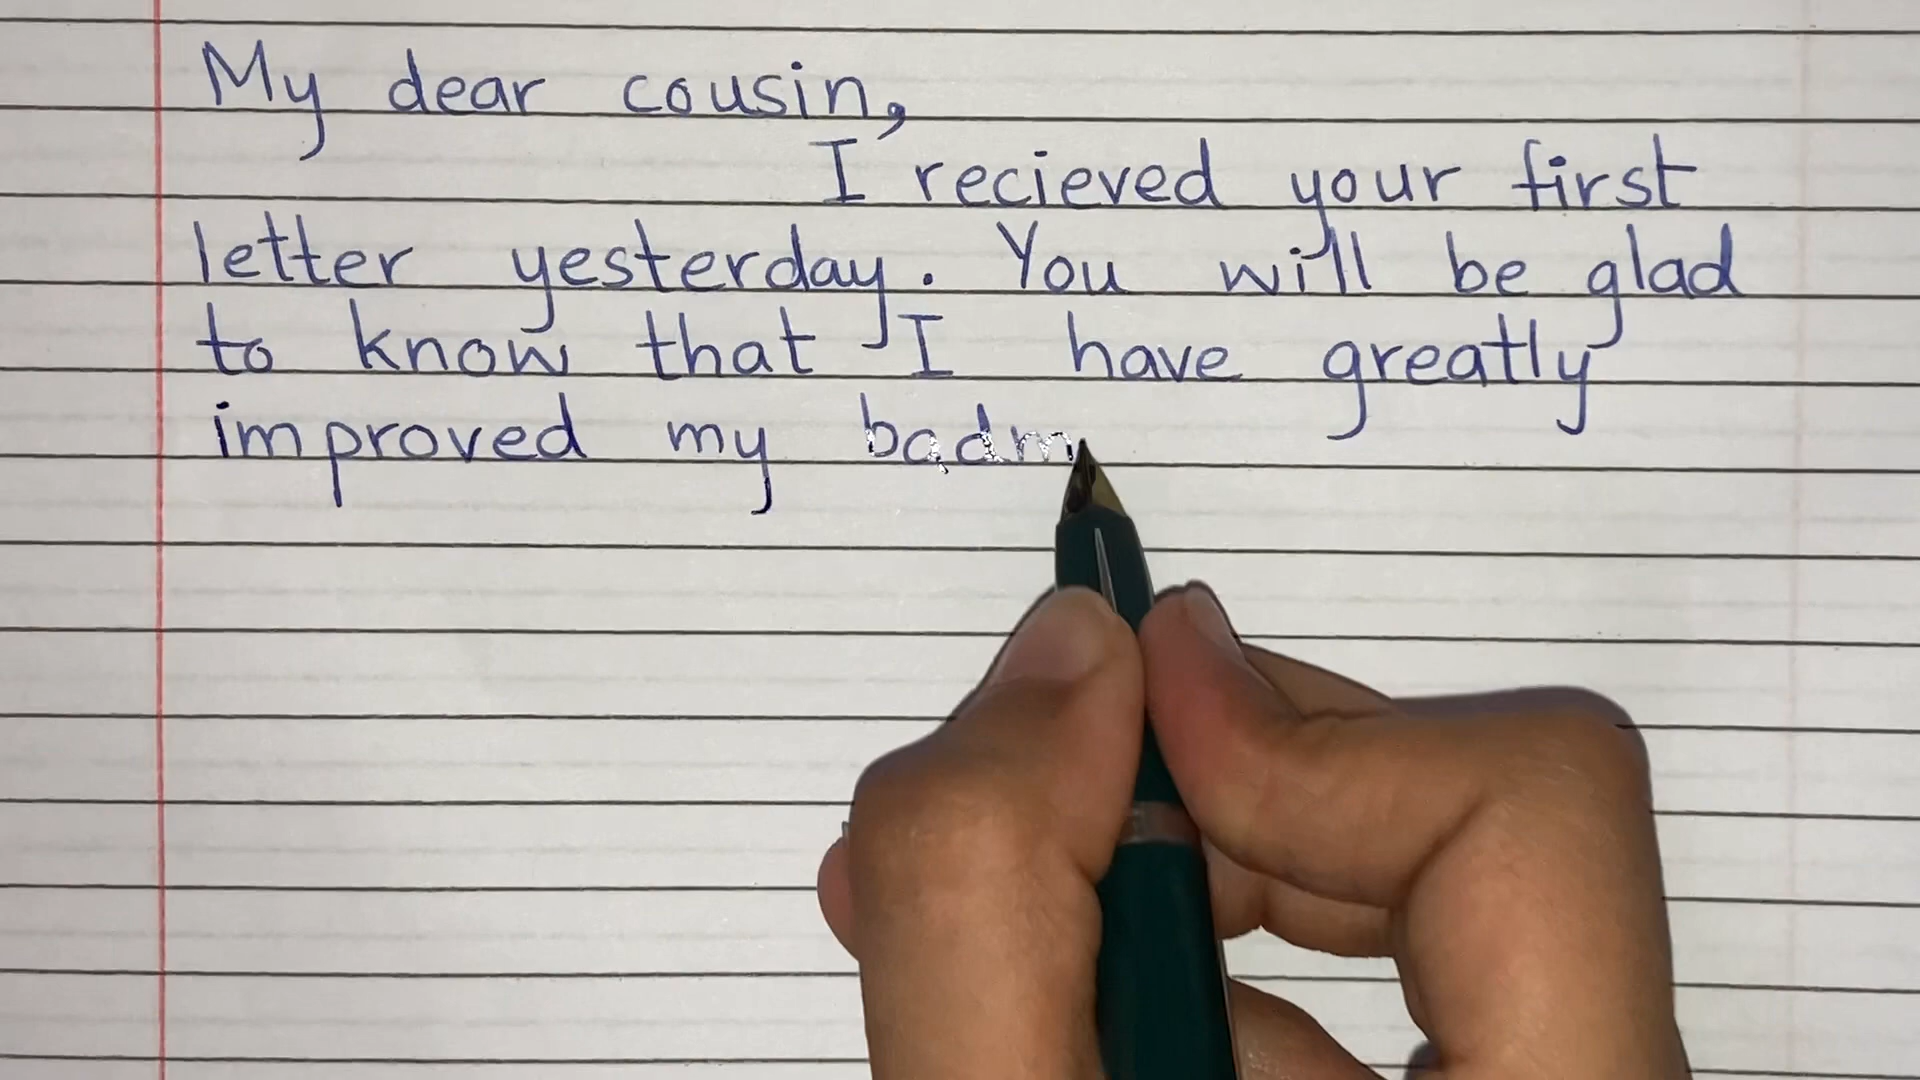 My dear cousin,
I recieved your first
letter yesterday. You will be glad
to know that I have greatly
improved my badm